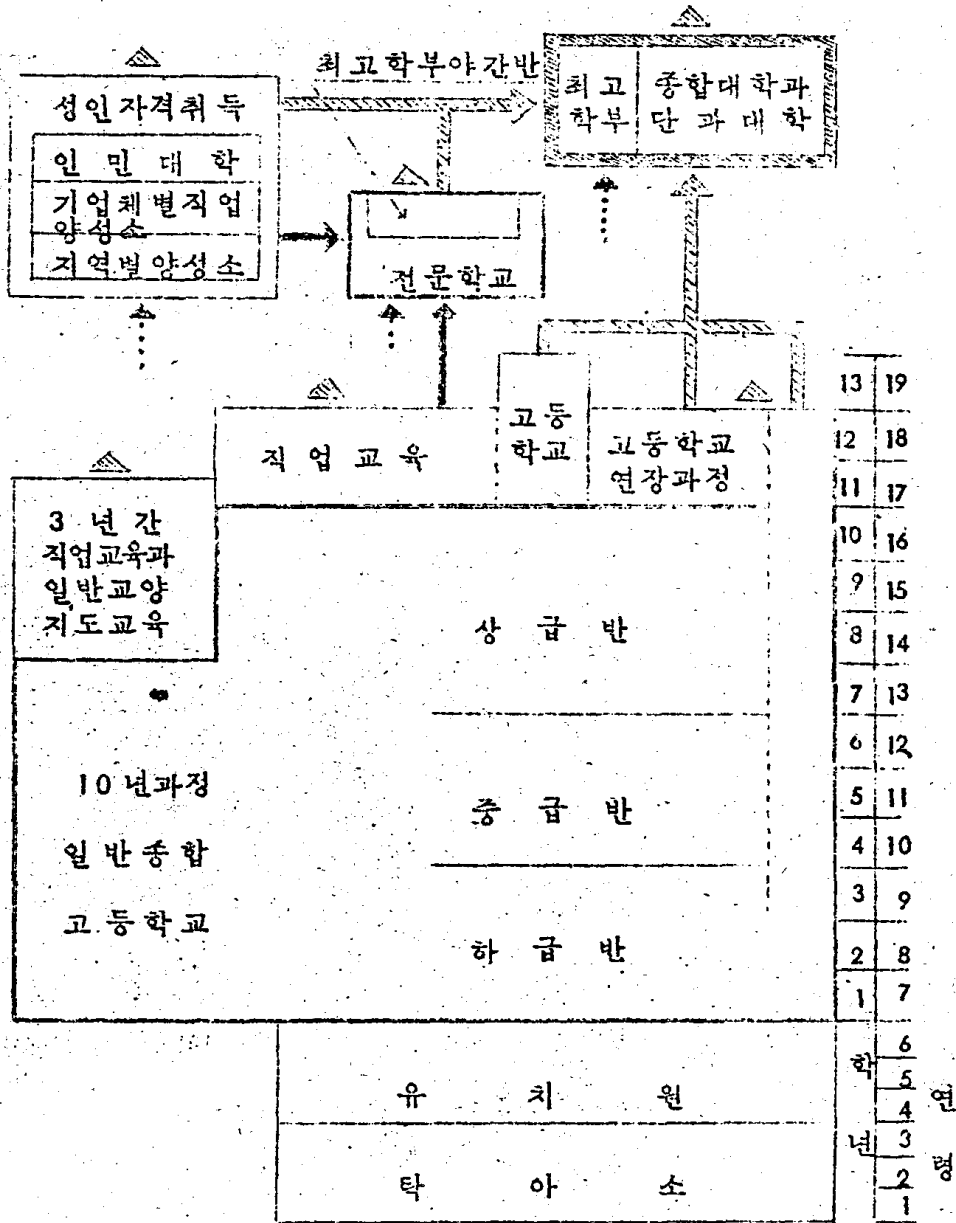 최고학부야간반
최고 학부
종합대학과 단과대학
성인자격취득
인민대학
기업체별직업
양성소
지역별양성소
전문학교
13 19
직업교육
고등
학교
고등학교
연장과정
12 18
11 17
3년간
직업교육과
일반교양
지도교육
10 16
9 15
상급반
8 14
7 13
6 12
10년과정
일반종합
고등학교
중급반
5 11
4 10
3 9
하급반
2 8
1 7
유치원
학년
6
5
4
연령
탁아소
3
2
1